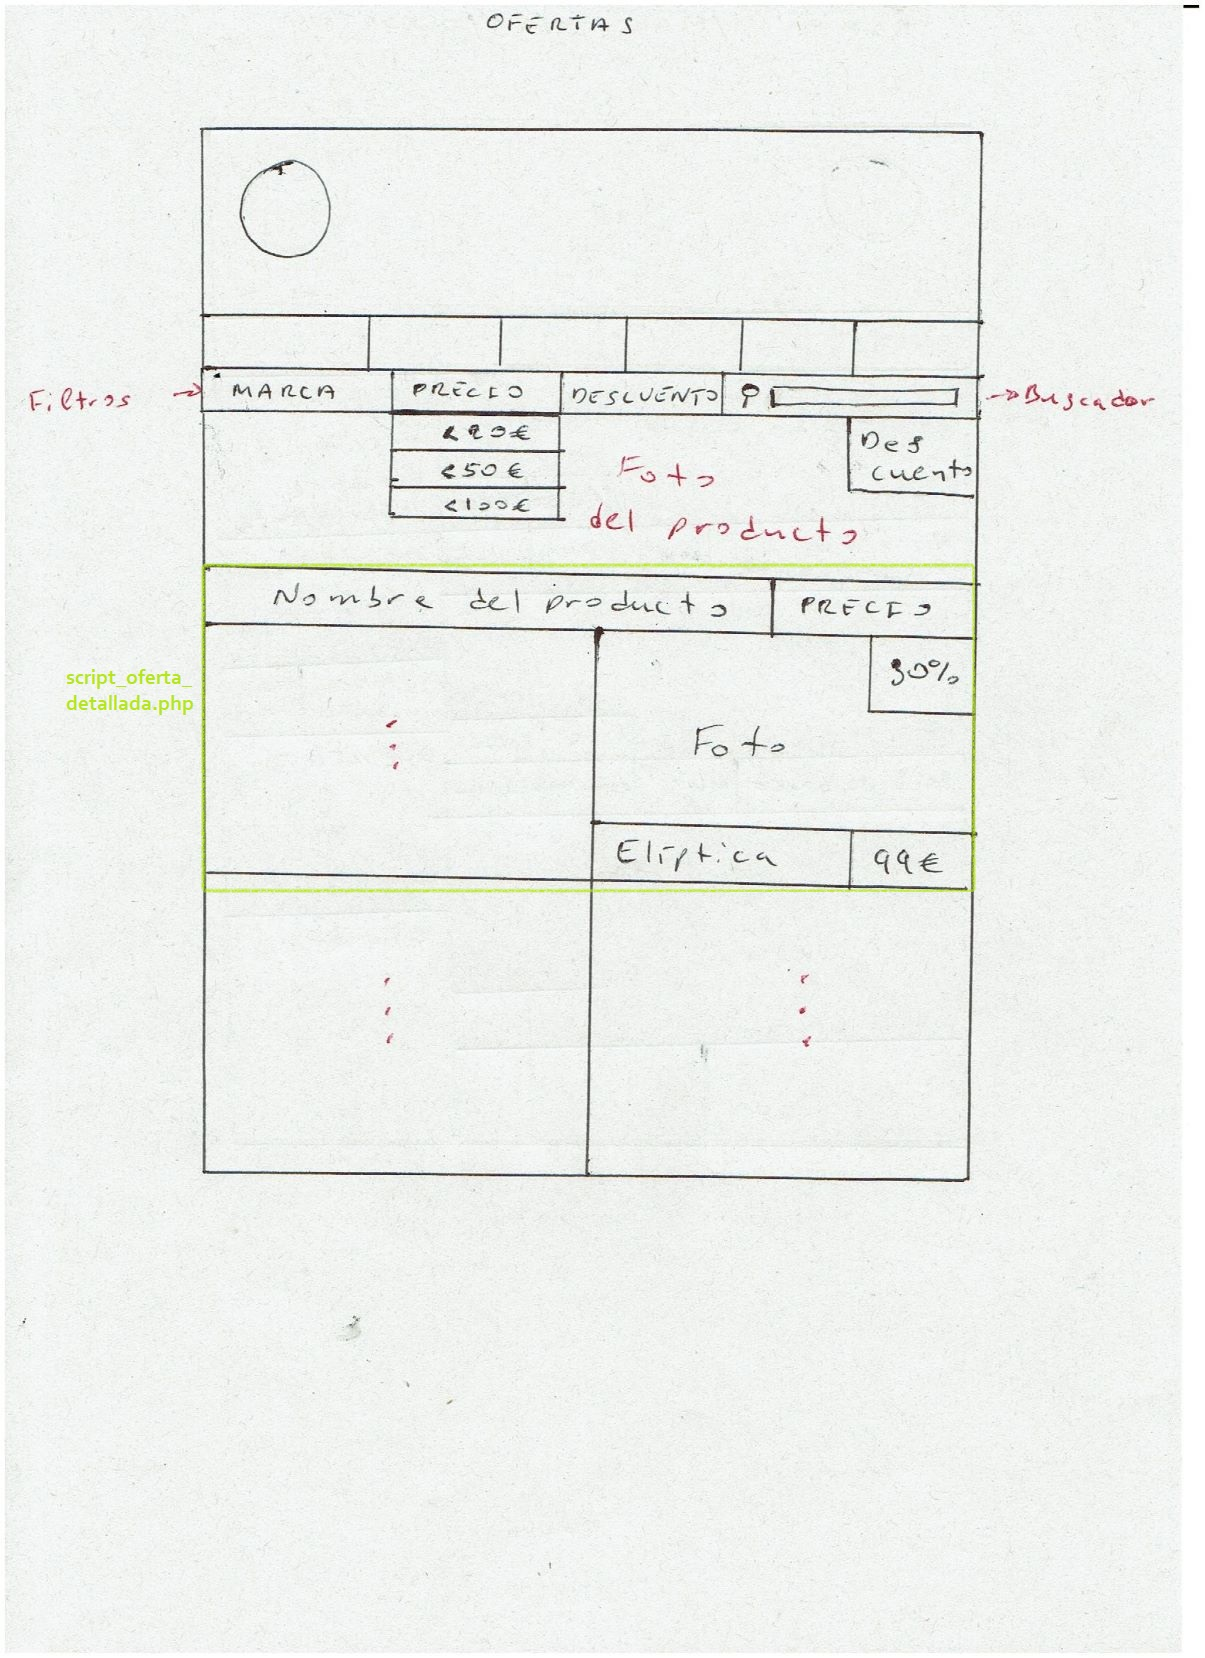 OFERTAS
Filtros
MARCA PRECIO DESCUENTO
Buscador
<20€
<50€
<100€
Des
cuento
Foto
del producto
Nombre del producto PRECIO
script_oferta_
detallada.php
30%
Foto
Elíptica 99€